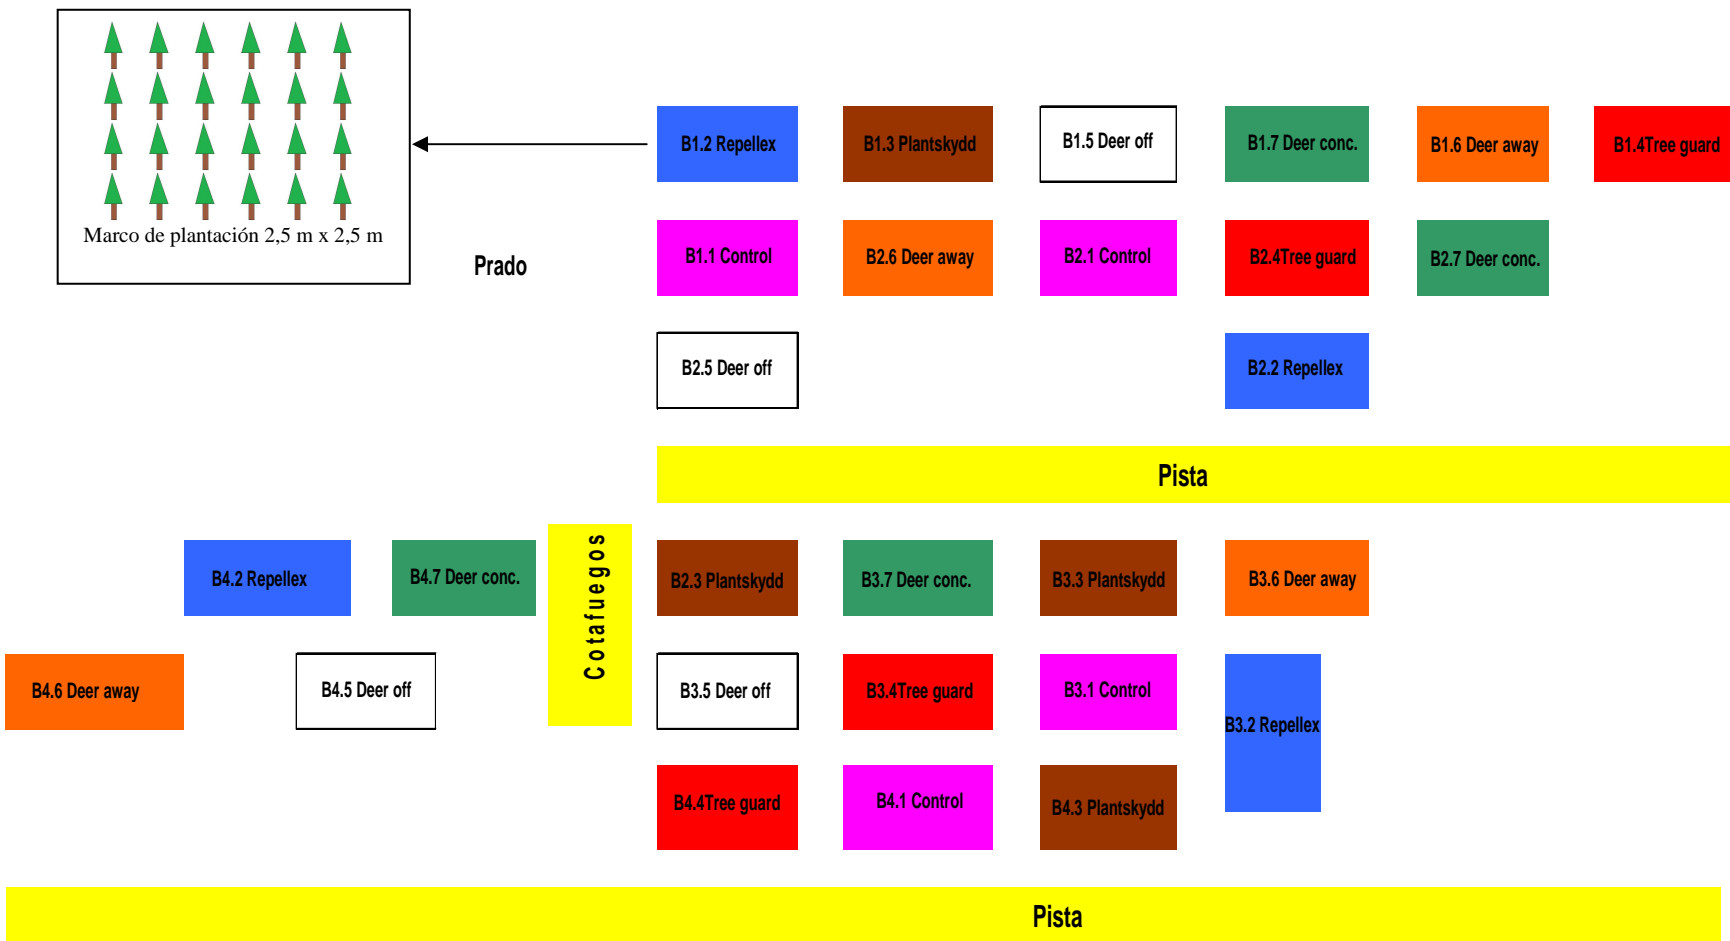 Marco de plantación 2,5 m x 2,5 m
Prado
B1.2 Repellex
B1.3 Plantskydd
B1.5 Deer off
B1.7 Deer conc.
B1.6 Deer away
B1.4Tree guard
B1.1 Control
B2.6 Deer away
B2.1 Control
B2.4Tree guard
B2.7 Deer conc.
B2.5 Deer off
B2.2 Repellex
Pista
B4.2 Repellex
B4.7 Deer conc.
Cotafuegos
B2.3 Plantskydd
B3.7 Deer conc.
B3.3 Plantskydd
B3.6 Deer away
B4.6 Deer away
B4.5 Deer off
B3.5 Deer off
B3.4Tree guard
B3.1 Control
B3.2 Repellex
B4.4Tree guard
B4.1 Control
B4.3 Plantskydd
Pista